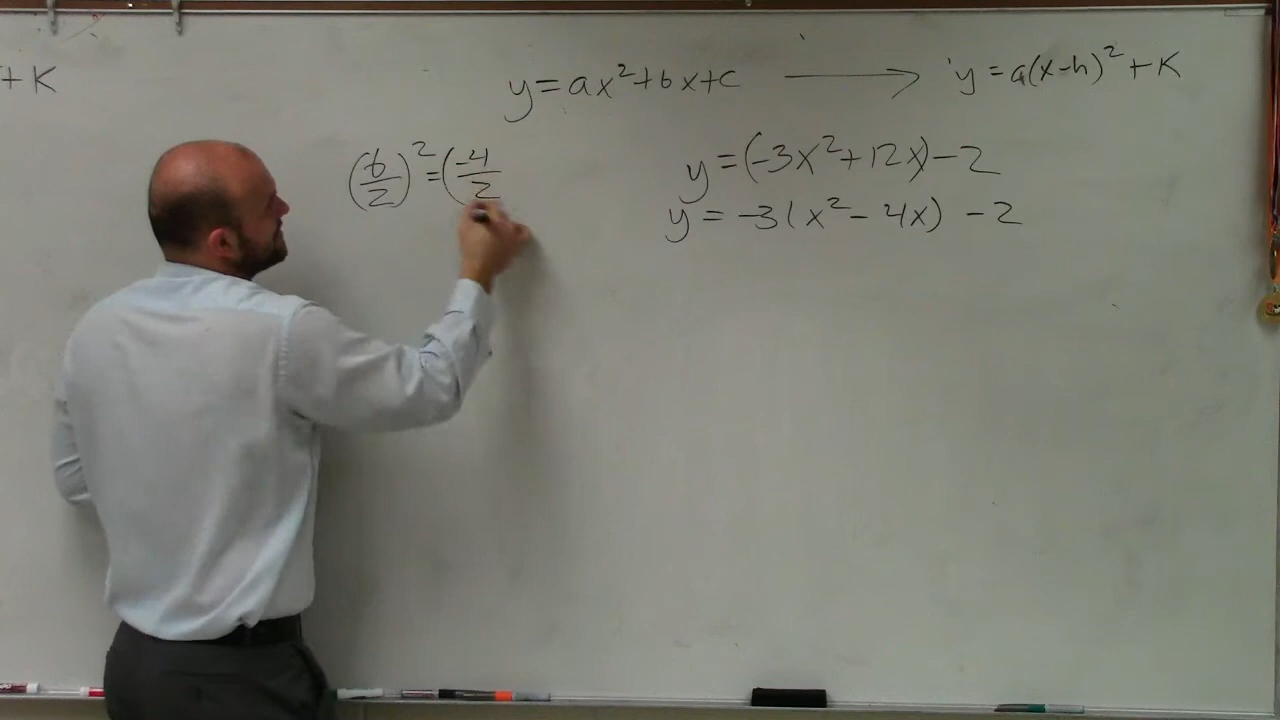 + K
y = ax² + bx + c → y = a(x-h)² + K
(b/2)² = (-4/2
y = (-3x² + 12x) - 2
y = -3(x² - 4x) - 2